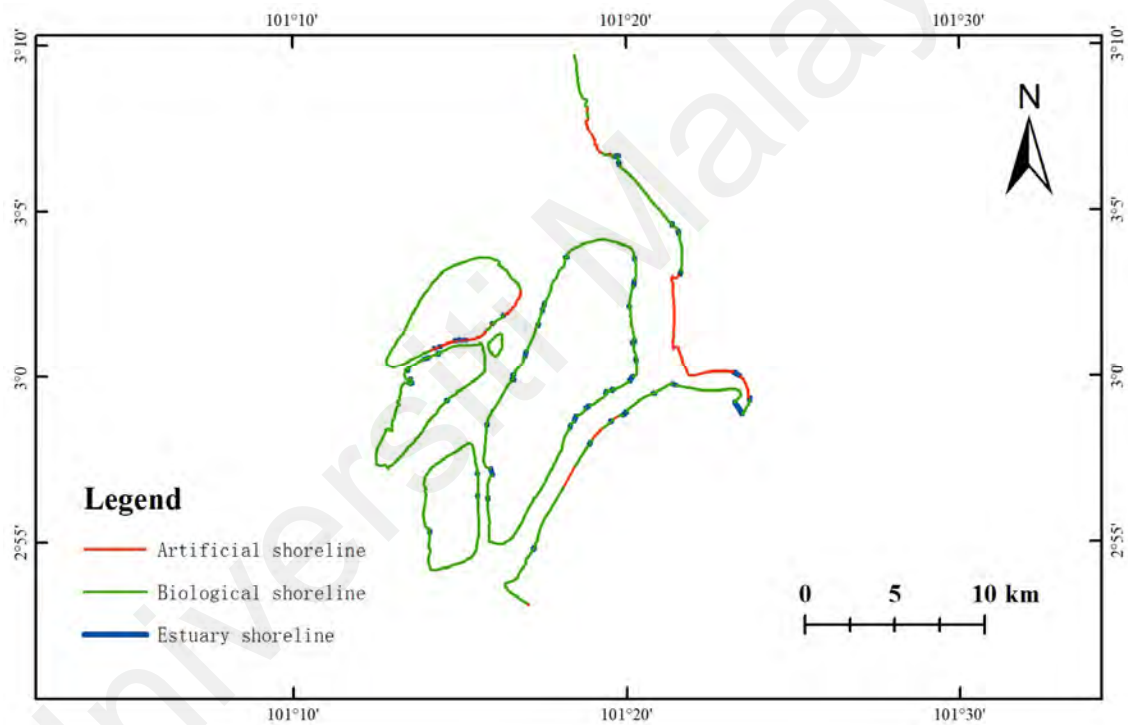 101°10'
101°20'
101°30'
3°10'
3°10'
N
3°5'
3°5'
3°0'
3°0'
Legend
2°55'
2°55'
Artificial shoreline
Biological shoreline
Estuary shoreline
0 5 10 km
101°10'
101°20'
101°30'
Universiti Malay